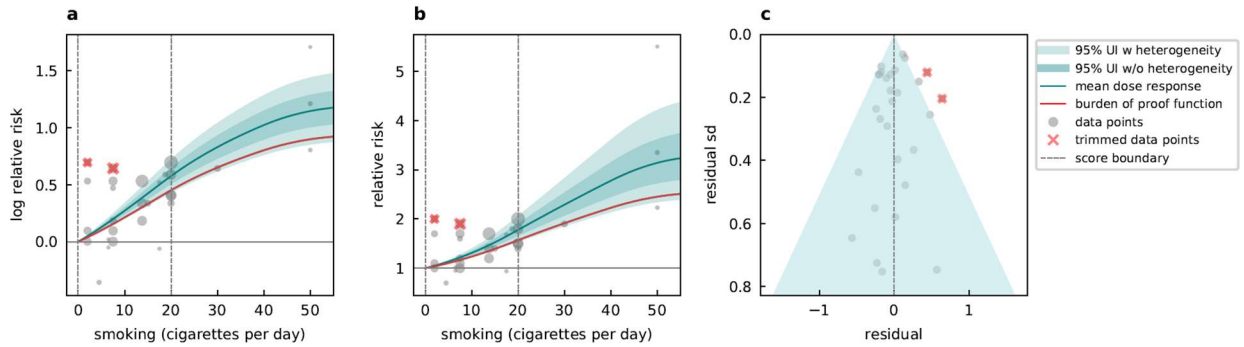 a
log relative risk
1.5
1.0
0.5
0.0
0 10 20 30 40 50
smoking (cigarettes per day)
b
relative risk
5
4
3
2
1
0 10 20 30 40 50
smoking (cigarettes per day)
c
residual sd
0.0
0.2
0.4
0.6
0.8
−1 0 1
residual
95% UI w heterogeneity
95% UI w/o heterogeneity
mean dose response
burden of proof function
data points
trimmed data points
score boundary